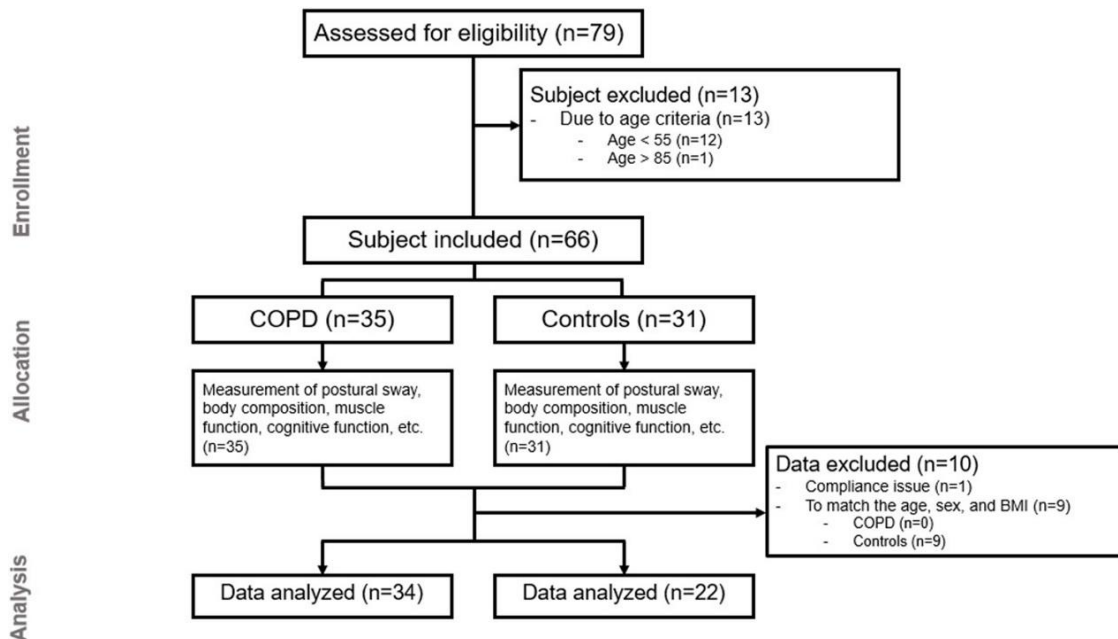 Assessed for eligibility (n=79)
Subject excluded (n=13)
- Due to age criteria (n=13)
- Age < 55 (n=12)
- Age > 85 (n=1)
Enrollment
Subject included (n=66)
COPD (n=35)
Controls (n=31)
Allocation
Measurement of postural sway,
body composition, muscle
function, cognitive function, etc.
(n=35)
Measurement of postural sway,
body composition, muscle
function, cognitive function, etc.
(n=31)
Data excluded (n=10)
- Compliance issue (n=1)
- To match the age, sex, and BMI (n=9)
- COPD (n=0)
- Controls (n=9)
Analysis
Data analyzed (n=34)
Data analyzed (n=22)